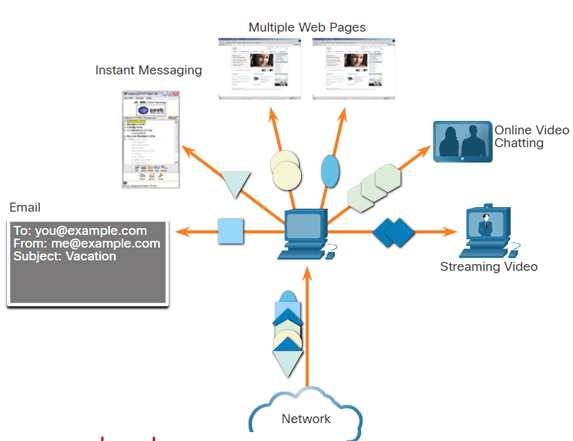 Multiple Web Pages
Instant Messaging
Online Video
Chatting
Email
To: you@example.com
From: me@example.com
Subject: Vacation
Streaming Video
Network